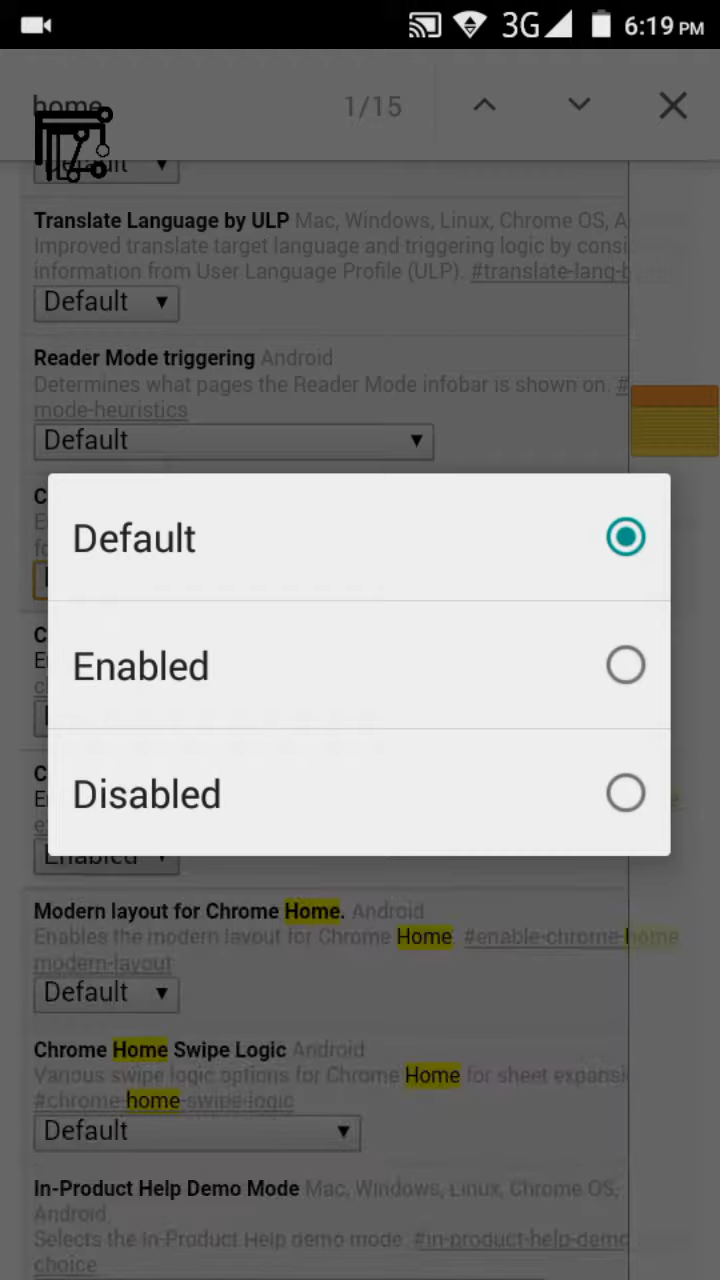 3G 6:19 PM
home 1/15
Default
Translate Language by ULP Mac, Windows, Linux, Chrome OS, A
Improved translate target language and triggering logic by consi
information from User Language Profile (ULP). #translate-lang-b
Default
Reader Mode triggering Android
Determines what pages the Reader Mode infobar is shown on. #
mode-heuristics
Default
C
E
fo
Default
Enabled
Disabled
C
E
C
E
e
Enabled
Modern layout for Chrome Home. Android
Enables the modern layout for Chrome Home #enable-chrome-home
modern-layout
Default
Chrome Home Swipe Logic Android
Various swipe logic options for Chrome Home for sheet expansi
#chrome-home-swipe-logic
Default
In-Product Help Demo Mode Mac, Windows, Linux, Chrome OS,
Android
Selects the In-Product Help demo mode #in-product-help-demo
choice